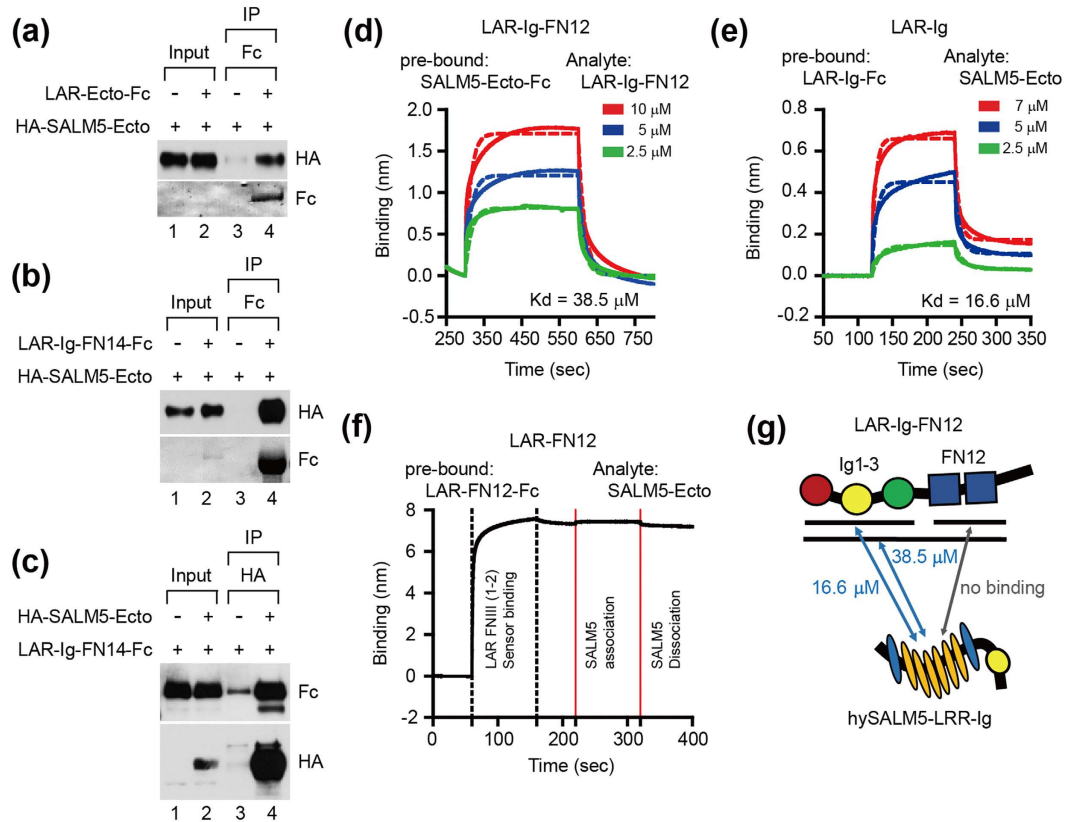 (a)
IP
Input Fc
LAR-Ecto-Fc - + - +
HA-SALM5-Ecto + + + +
HA
Fc
1 2 3 4
(b)
IP
Input Fc
LAR-Ig-FN14-Fc - + - +
HA-SALM5-Ecto + + + +
HA
Fc
1 2 3 4
(c)
IP
Input HA
HA-SALM5-Ecto - + - +
LAR-Ig-FN14-Fc + + + +
Fc
HA
1 2 3 4
(d)
LAR-Ig-FN12
pre-bound: Analyte:
SALM5-Ecto-Fc LAR-Ig-FN12
10 μM
5 μM
2.5 μM
Binding (nm)
2.0
1.5
1.0
0.5
0.0
-0.5
Kd = 38.5 μM
250 350 450 550 650 750
Time (sec)
(e)
LAR-Ig
pre-bound: Analyte:
LAR-Ig-Fc SALM5-Ecto
7 μM
5 μM
2.5 μM
Binding (nm)
0.8
0.6
0.4
0.2
0.0
-0.2
Kd = 16.6 μM
50 100 150 200 250 300 350
Time (sec)
(f)
LAR-FN12
pre-bound: Analyte:
LAR-FN12-Fc SALM5-Ecto
Binding (nm)
8
6
4
2
0
-2
LAR FNIII (1-2)
Sensor binding
SALM5
association
SALM5
Dissociation
0 100 200 300 400
Time (sec)
(g)
LAR-Ig-FN12
Ig1-3 FN12
38.5 μM
16.6 μM
no binding
hySALM5-LRR-Ig